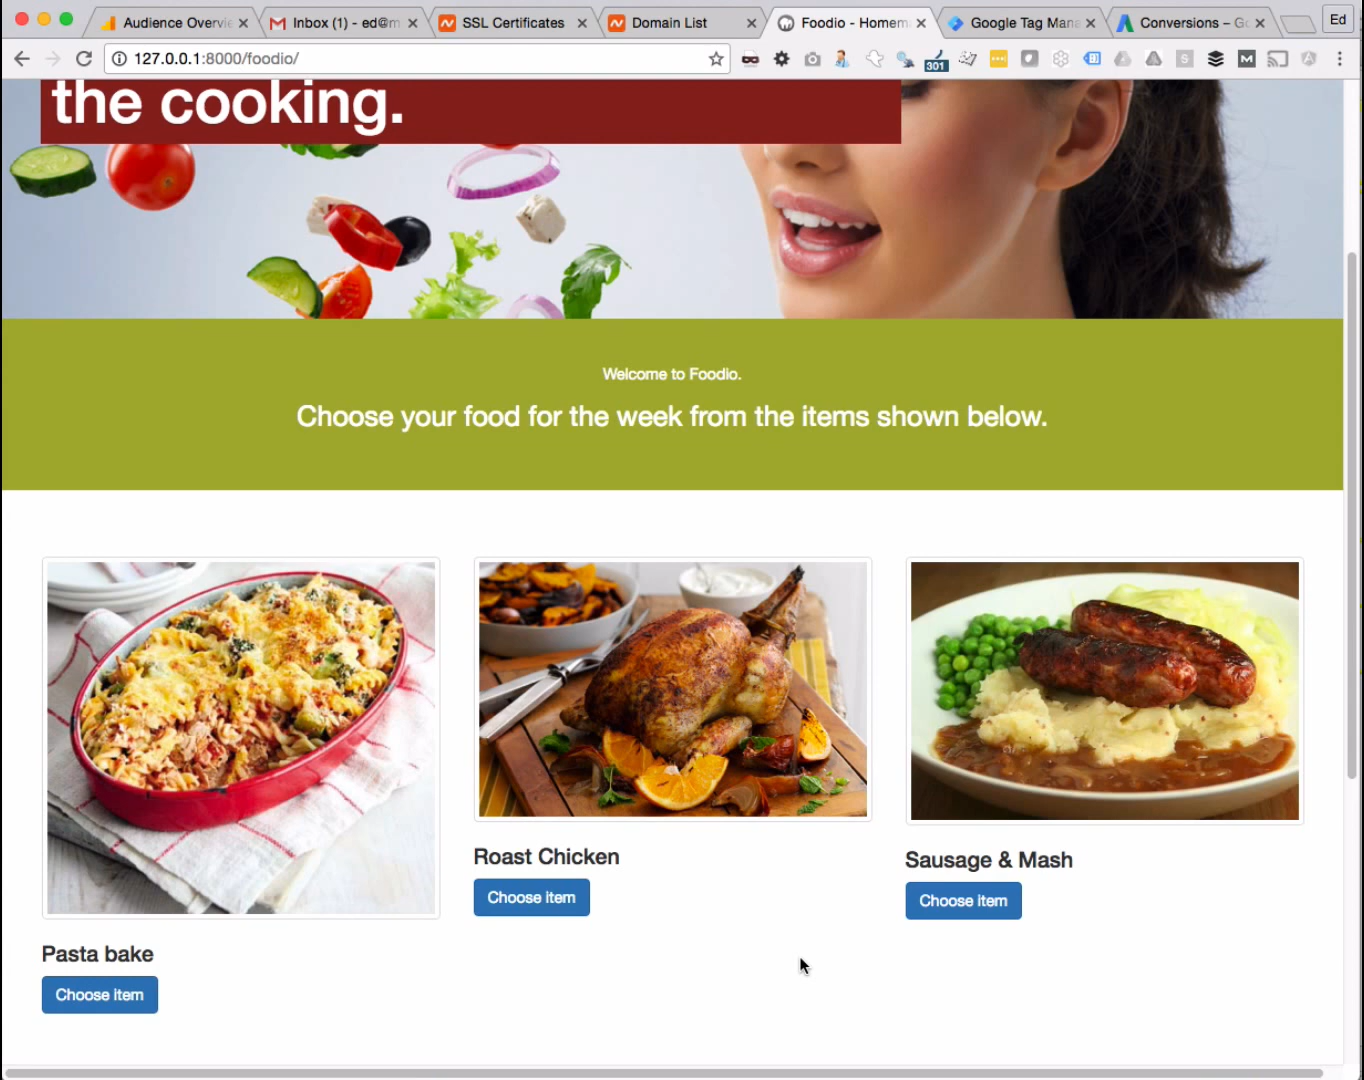 Audience Overvi
Inbox (1) - ed@m
SSL Certificates
Domain List
Foodio - Homem
Google Tag Man
Conversions – Go
Ed
127.0.0.1:8000/foodio/
301
S
M
the cooking.
Welcome to Foodio.
Choose your food for the week from the items shown below.
Roast Chicken
Choose item
Sausage & Mash
Choose item
Pasta bake
Choose item